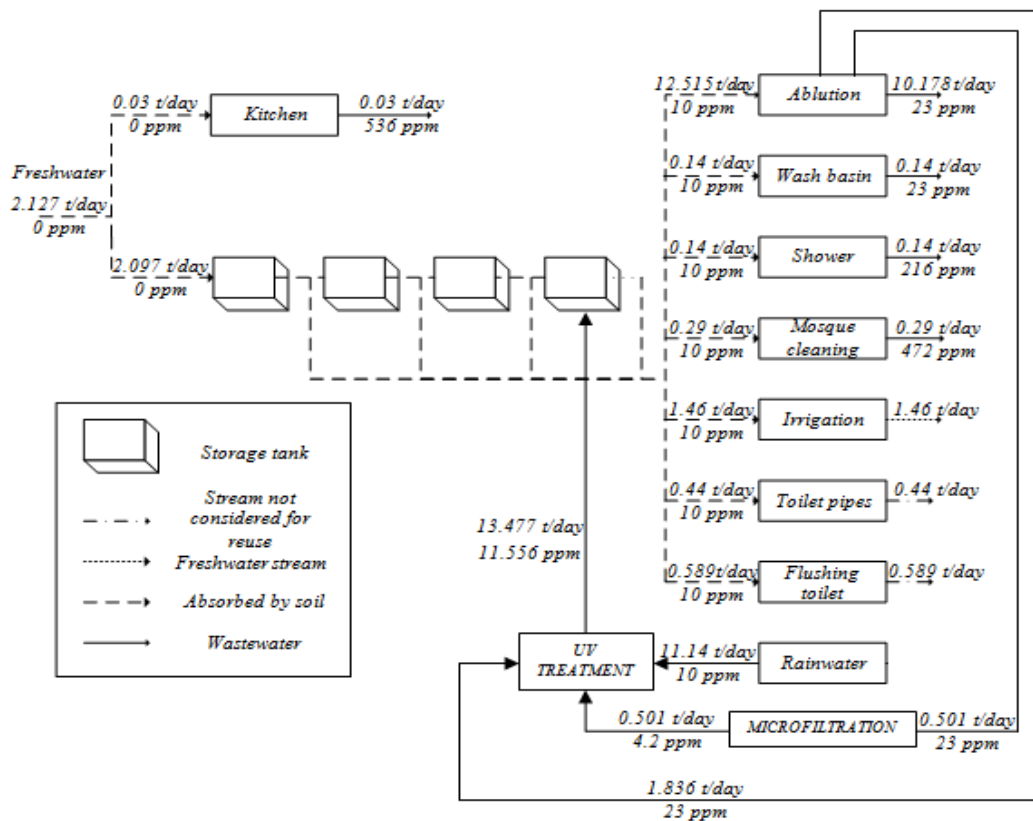 0.03 t/day
0 ppm
Kitchen
0.03 t/day
536 ppm
Freshwater
2.127 t/day
0 ppm
2.097 t/day
0 ppm
12.515 t/day
10 ppm
Ablution
10.178 t/day
23 ppm
0.14 t/day
10 ppm
Wash basin
0.14 t/day
23 ppm
0.14 t/day
10 ppm
Shower
0.14 t/day
216 ppm
0.29 t/day
10 ppm
Mosque
cleaning
0.29 t/day
472 ppm
1.46 t/day
10 ppm
Irrigation
1.46 t/day
0.44 t/day
10 ppm
Toilet pipes
0.44 t/day
0.589 t/day
10 ppm
Flushing
toilet
0.589 t/day
Storage tank
Stream not
considered for
reuse
Freshwater stream
Absorbed by soil
Wastewater
13.477 t/day
11.556 ppm
UV
TREATMENT
11.14 t/day
10 ppm
Rainwater
0.501 t/day
4.2 ppm
MICROFILTRATION
0.501 t/day
23 ppm
1.836 t/day
23 ppm